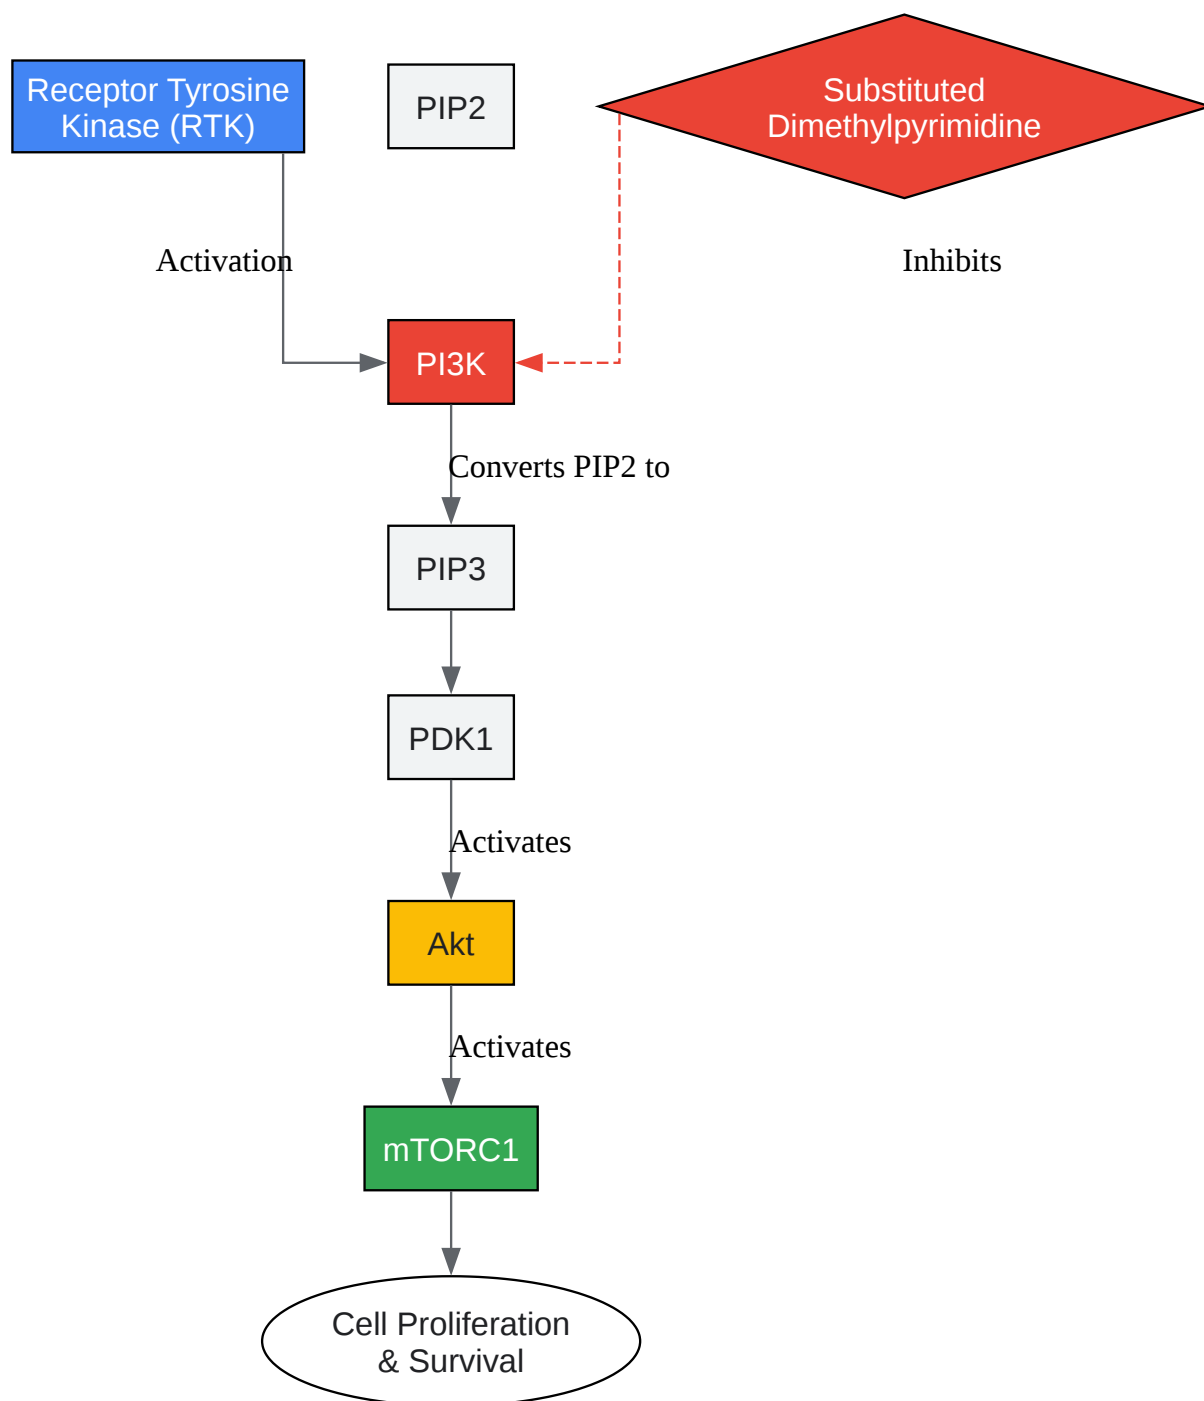 Receptor Tyrosine
Kinase (RTK)
PIP2
Substituted
Dimethylpyrimidine
Activation
Inhibits
PI3K
Converts PIP2 to
PIP3
PDK1
Activates
Akt
Activates
mTORC1
Cell Proliferation
& Survival